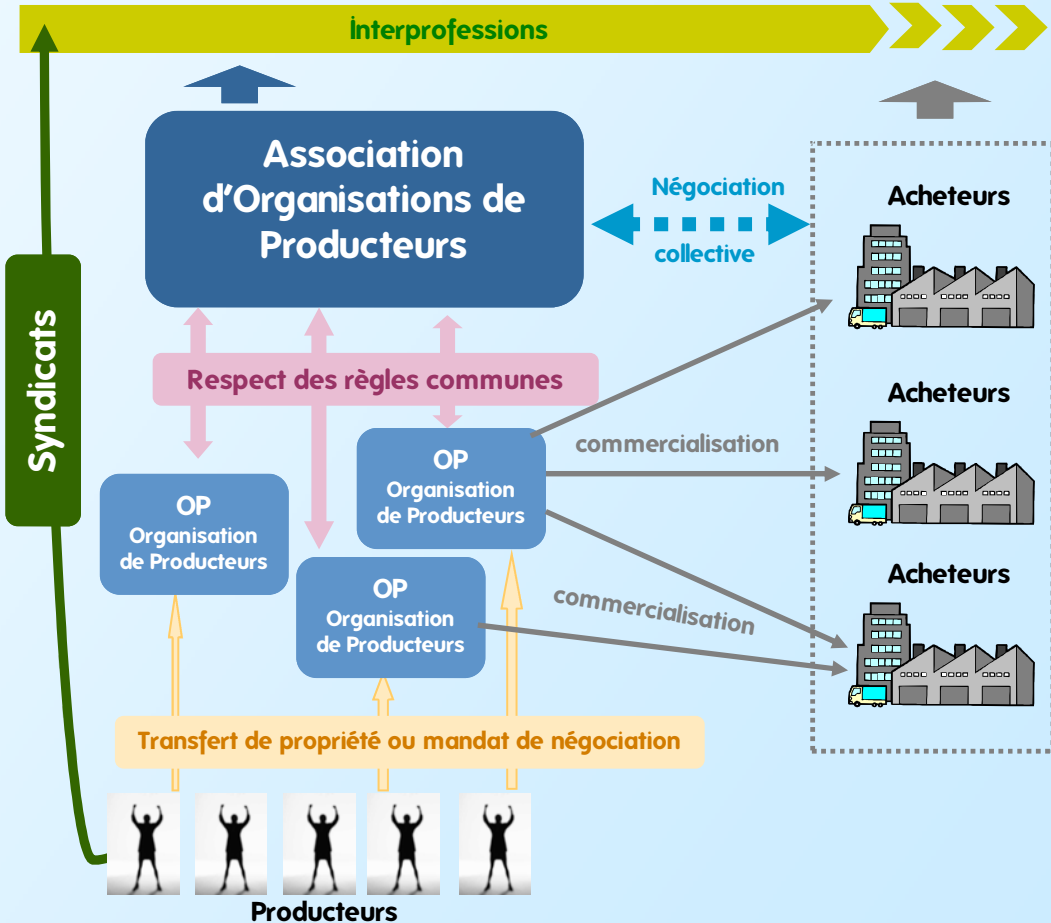 Interprofessions
Association
d'Organisations de
Producteurs
Négociation
collective
Acheteurs
Syndicats
Respect des règles communes
Acheteurs
commercialisation
OP
Organisation
de Producteurs
OP
Organisation
de Producteurs
OP
Organisation
de Producteurs
Acheteurs
commercialisation
Transfert de propriété ou mandat de négociation
Producteurs